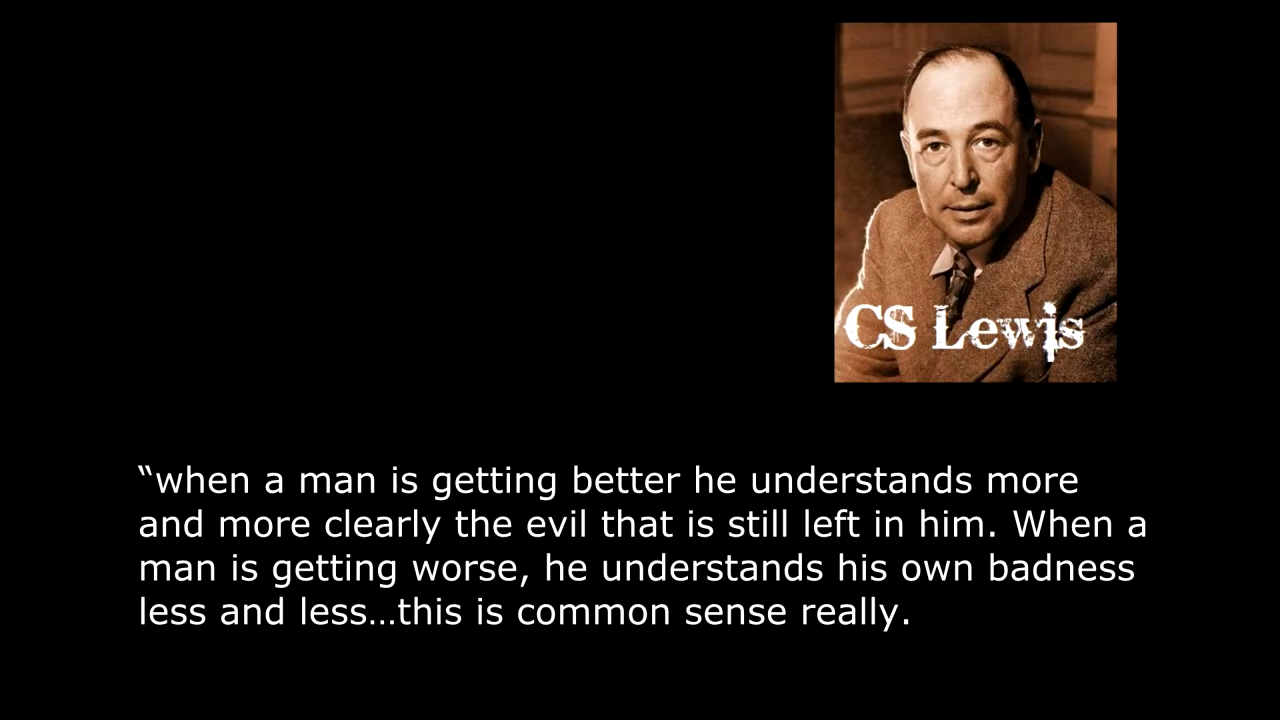 CS Lewis
“when a man is getting better he understands more
and more clearly the evil that is still left in him. When a
man is getting worse, he understands his own badness
less and less…this is common sense really.